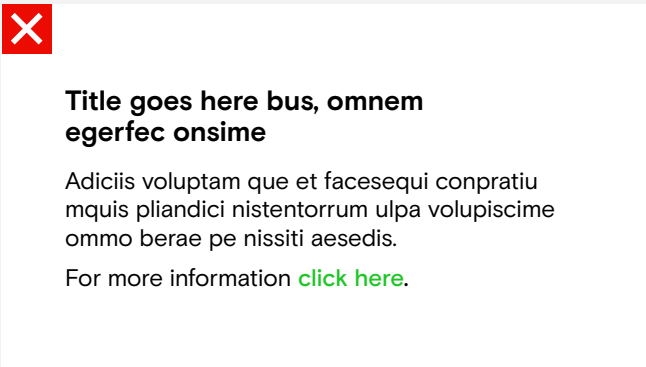 Title goes here bus, omnem
egerfec onsime
Adiciis voluptam que et facesequi conpratiu
mquis pliandici nistentorrum ulpa volupiscime
ommo berae pe nissiti aesedis.
For more information click here.